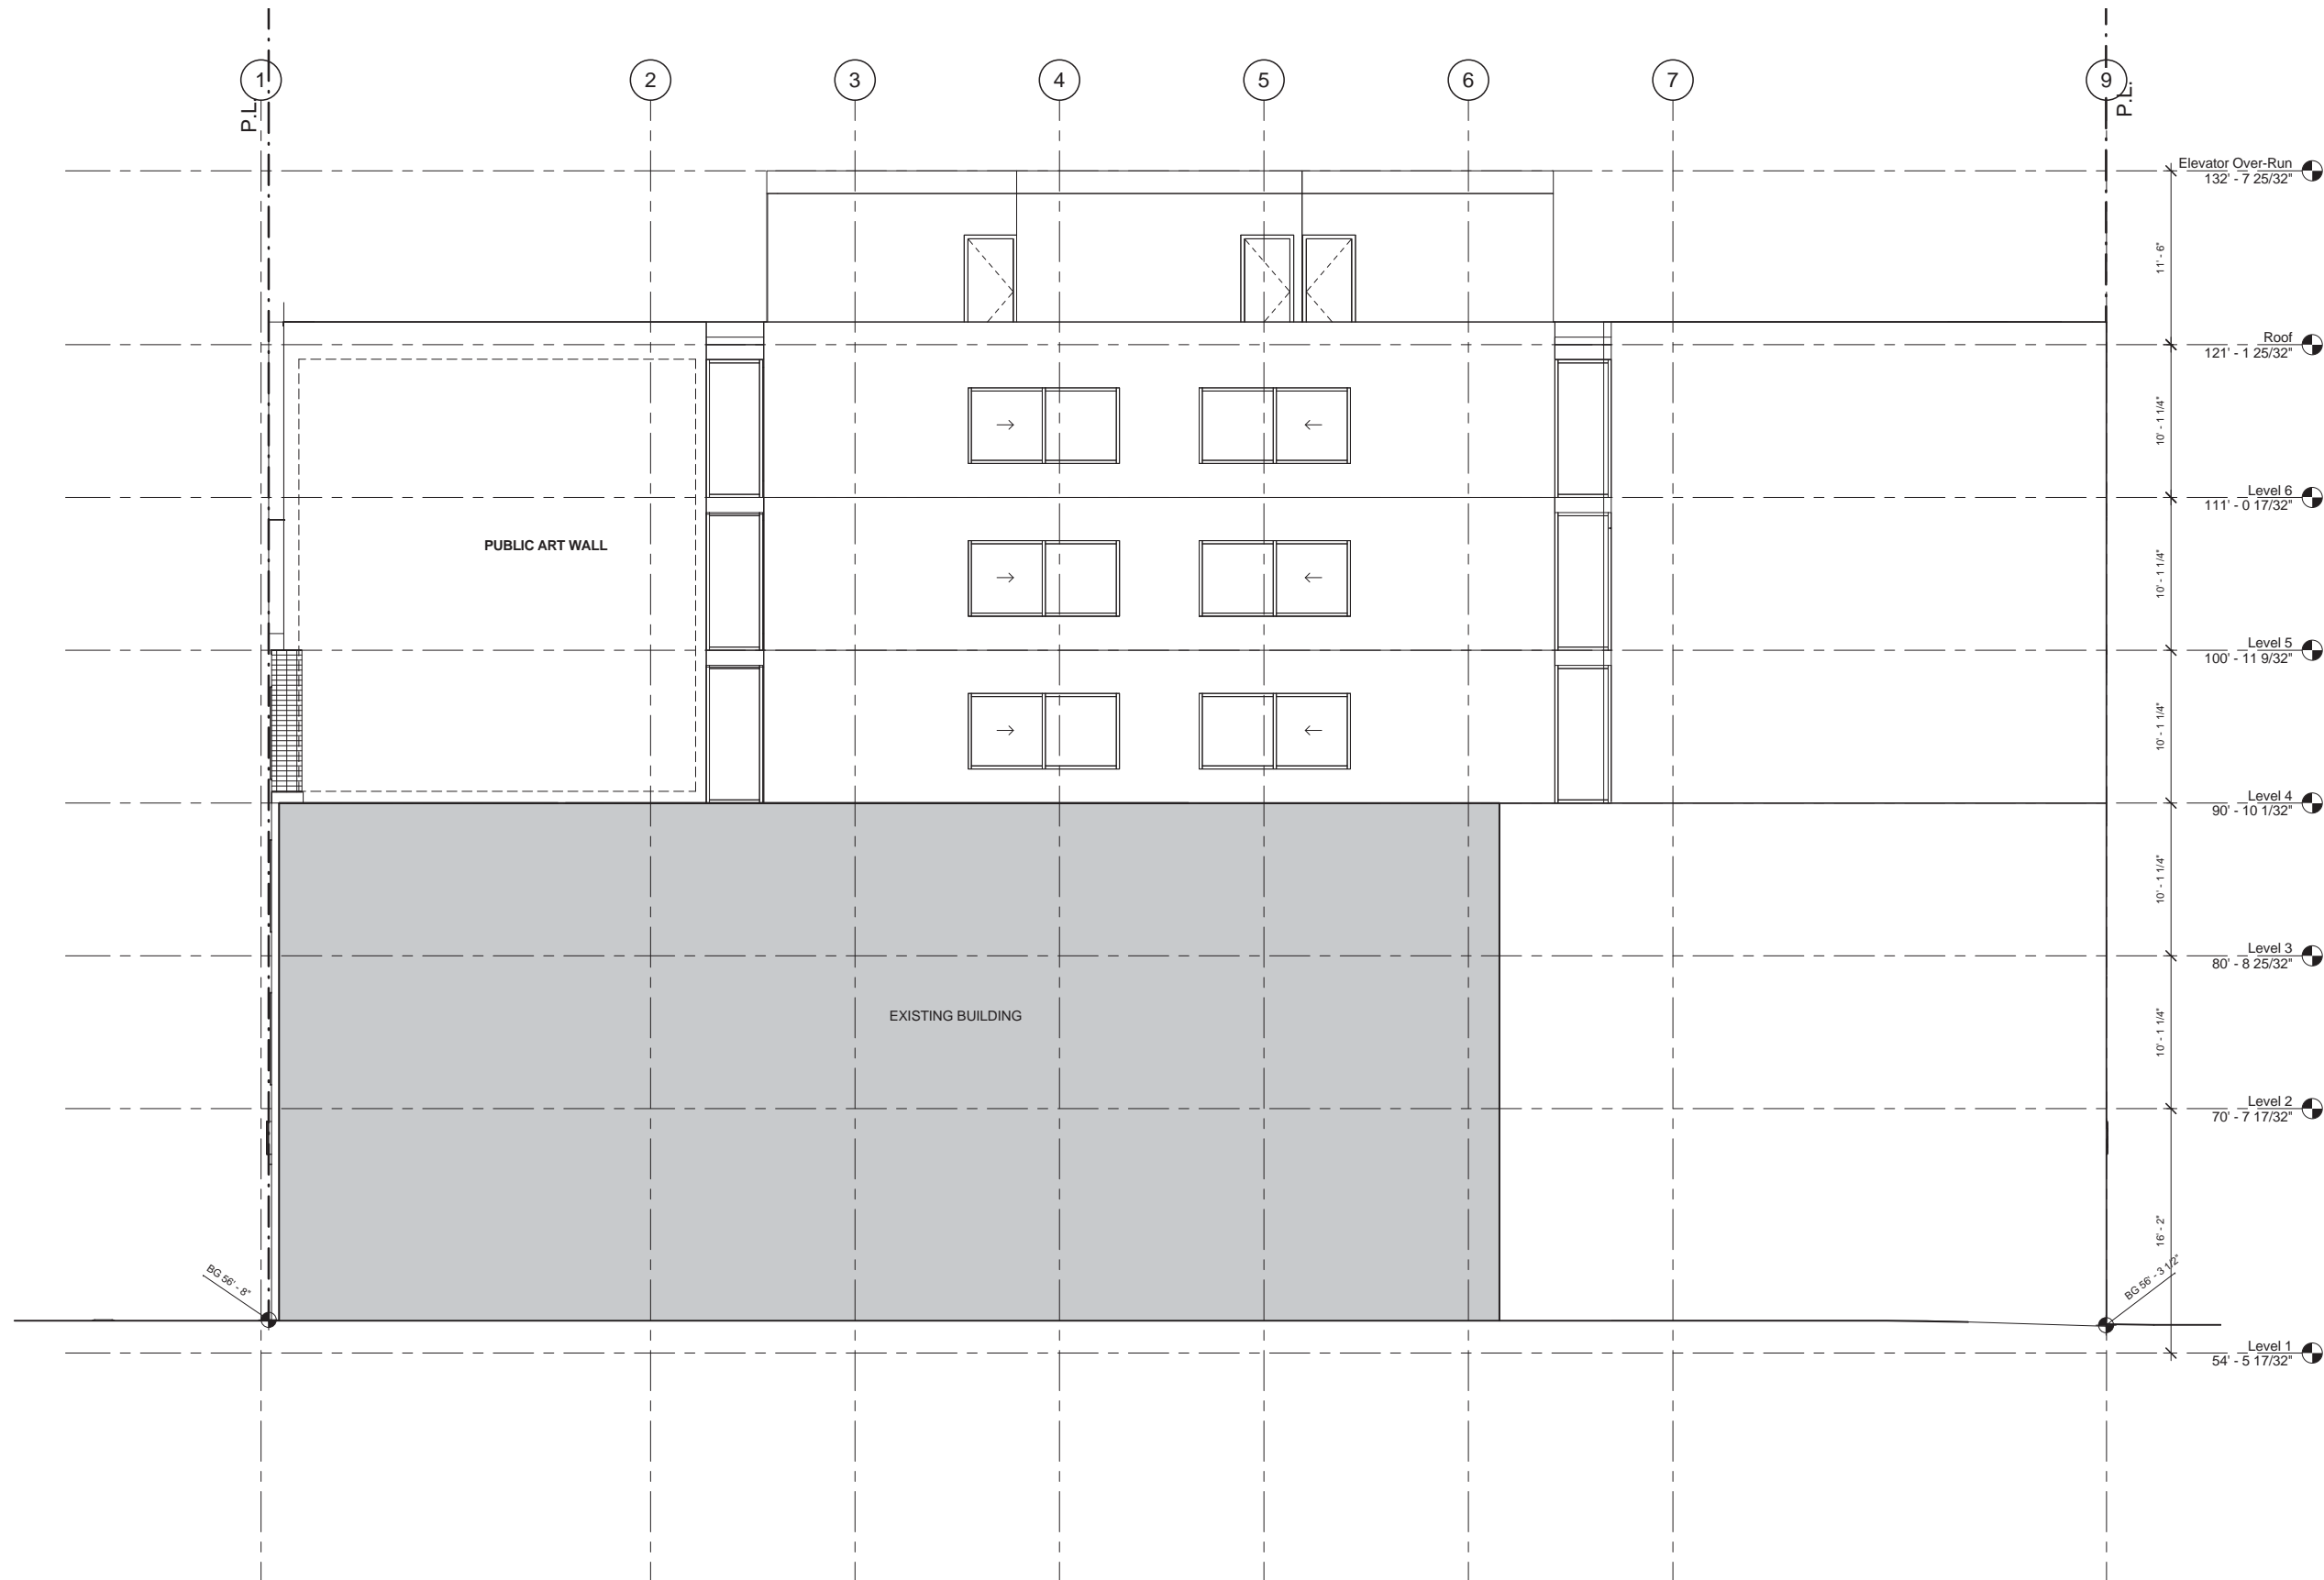 1
2
3
4
5
6
7
9
P.L.
P.L.
Elevator Over-Run
132' - 7 25/32"
11' - 6"
Roof
121' - 1 25/32"
10' - 1 1/4"
Level 6
111' - 0 17/32"
PUBLIC ART WALL
10' - 1 1/4"
Level 5
100' - 11 9/32"
10' - 1 1/4"
Level 4
90' - 10 1/32"
10' - 1 1/4"
Level 3
80' - 8 25/32"
EXISTING BUILDING
10' - 1 1/4"
Level 2
70' - 7 17/32"
16' - 2"
BG 56' - 8"
BG 56' - 3 1/2"
Level 1
54' - 5 17/32"